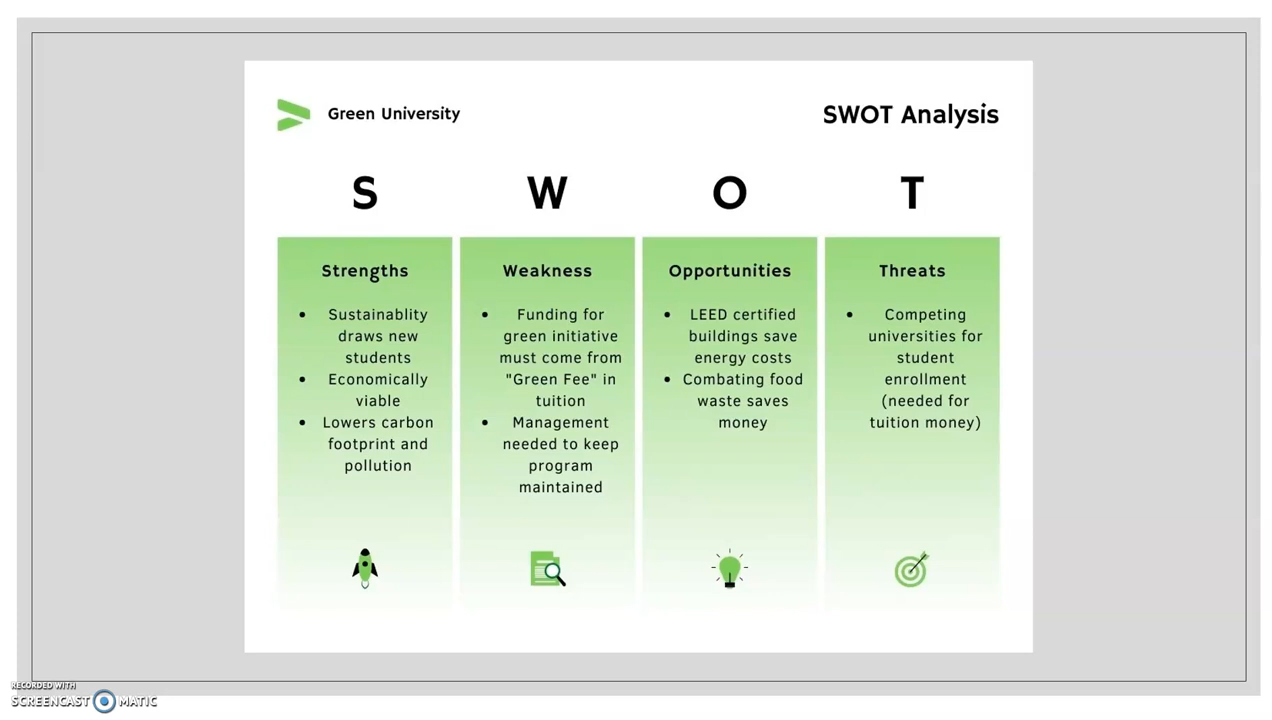 Green University
SWOT Analysis
S
W
O
T
Strengths
• Sustainablity
draws new
students
• Economically
viable
• Lowers carbon
footprint and
pollution
Weakness
• Funding for
green initiative
must come from
"Green Fee" in
tuition
• Management
needed to keep
program
maintained
Opportunities
• LEED certified
buildings save
energy costs
• Combating food
waste saves
money
Threats
• Competing
universities for
student
enrollment
(needed for
tuition money)
RECORDED WITH
SCREENCAST MATIC